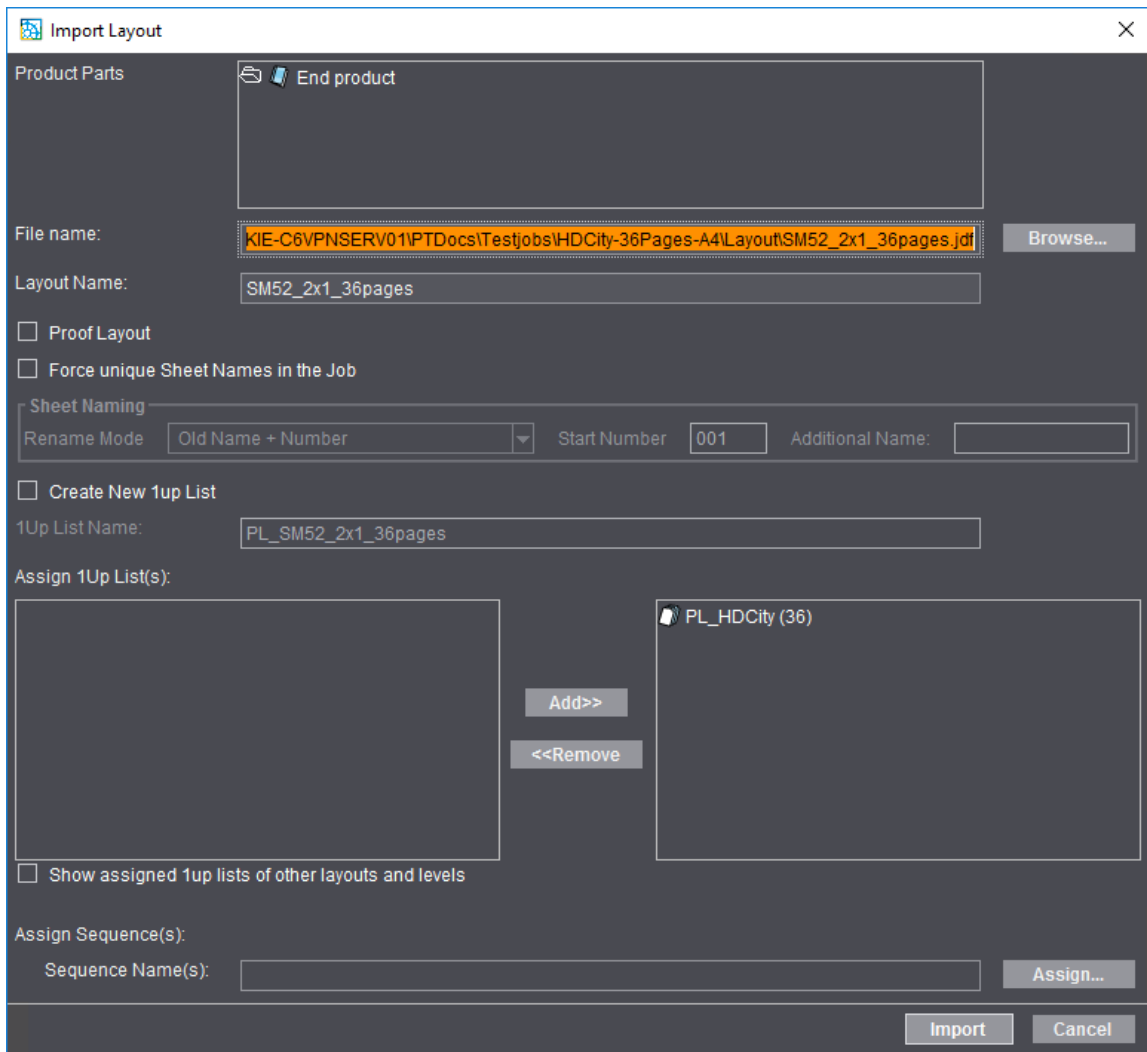 Import Layout
Product Parts
End product
File name:
KIE-C6VPNSERV01\PTDocs\Testjobs\HDCity-36Pages-A4\Layout\SM52_2x1_36pages.jdf
Browse...
Layout Name:
SM52_2x1_36pages
Proof Layout
Force unique Sheet Names in the Job
Sheet Naming
Rename Mode
Old Name + Number
Start Number
001
Additional Name:
Create New 1up List
1Up List Name:
PL_SM52_2x1_36pages
Assign 1Up List(s):
PL_HDCity (36)
Add>>
<<Remove
Show assigned 1up lists of other layouts and levels
Assign Sequence(s):
Sequence Name(s):
Assign...
Import
Cancel